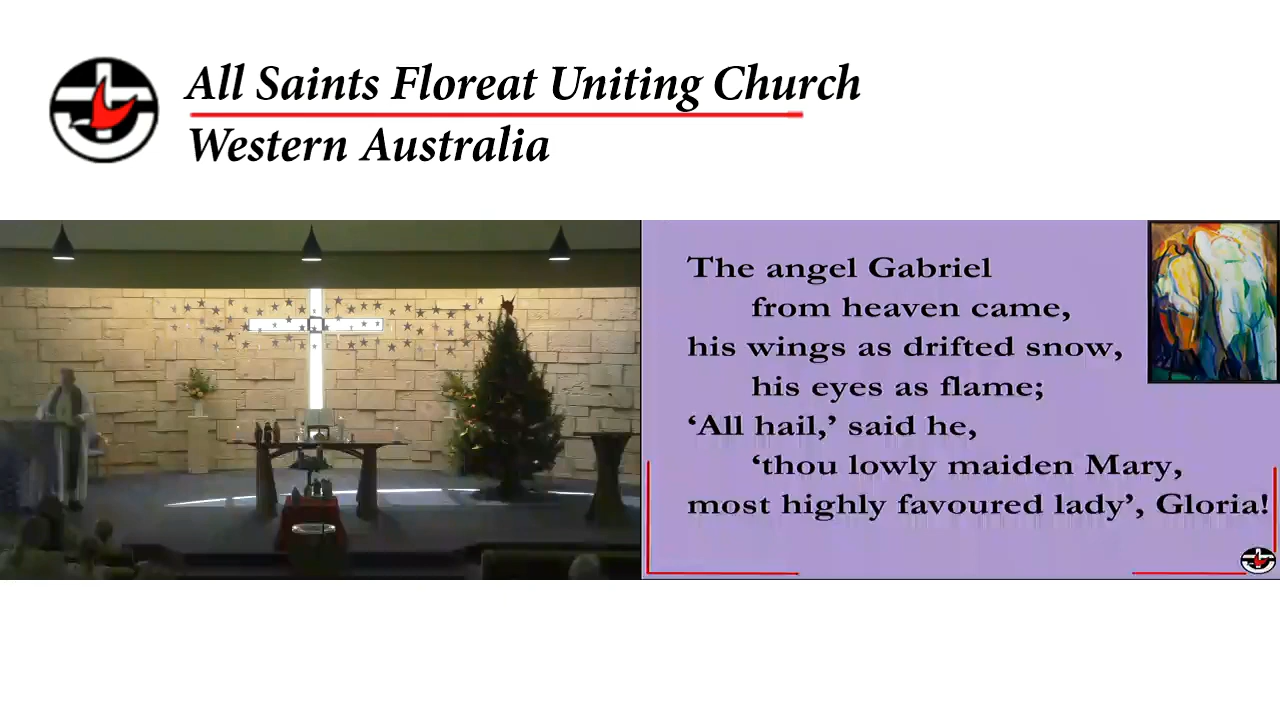 All Saints Floreat Uniting Church
Western Australia
The angel Gabriel
from heaven came,
his wings as drifted snow,
his eyes as flame;
‘All hail,’ said he,
‘thou lowly maiden Mary,
most highly favoured lady’, Gloria!